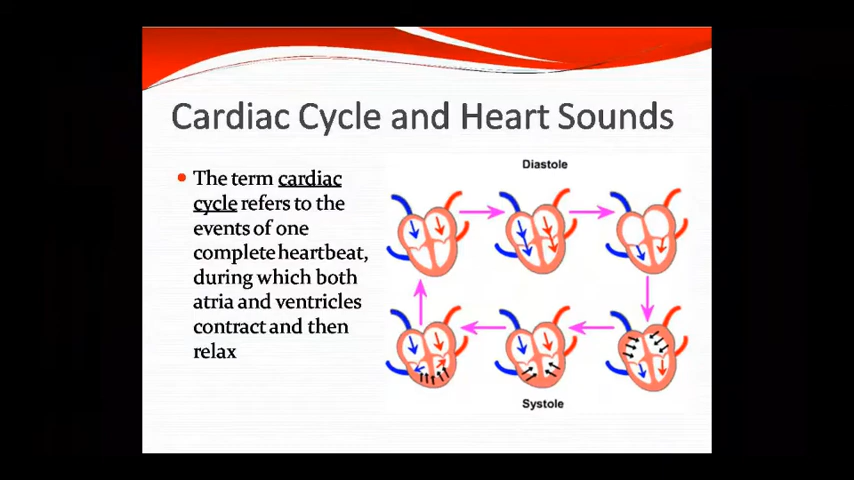 Cardiac Cycle and Heart Sounds
The term cardiac
cycle refers to the
events of one
complete heartbeat,
during which both
atria and ventricles
contract and then
relax
Diastole
Systole